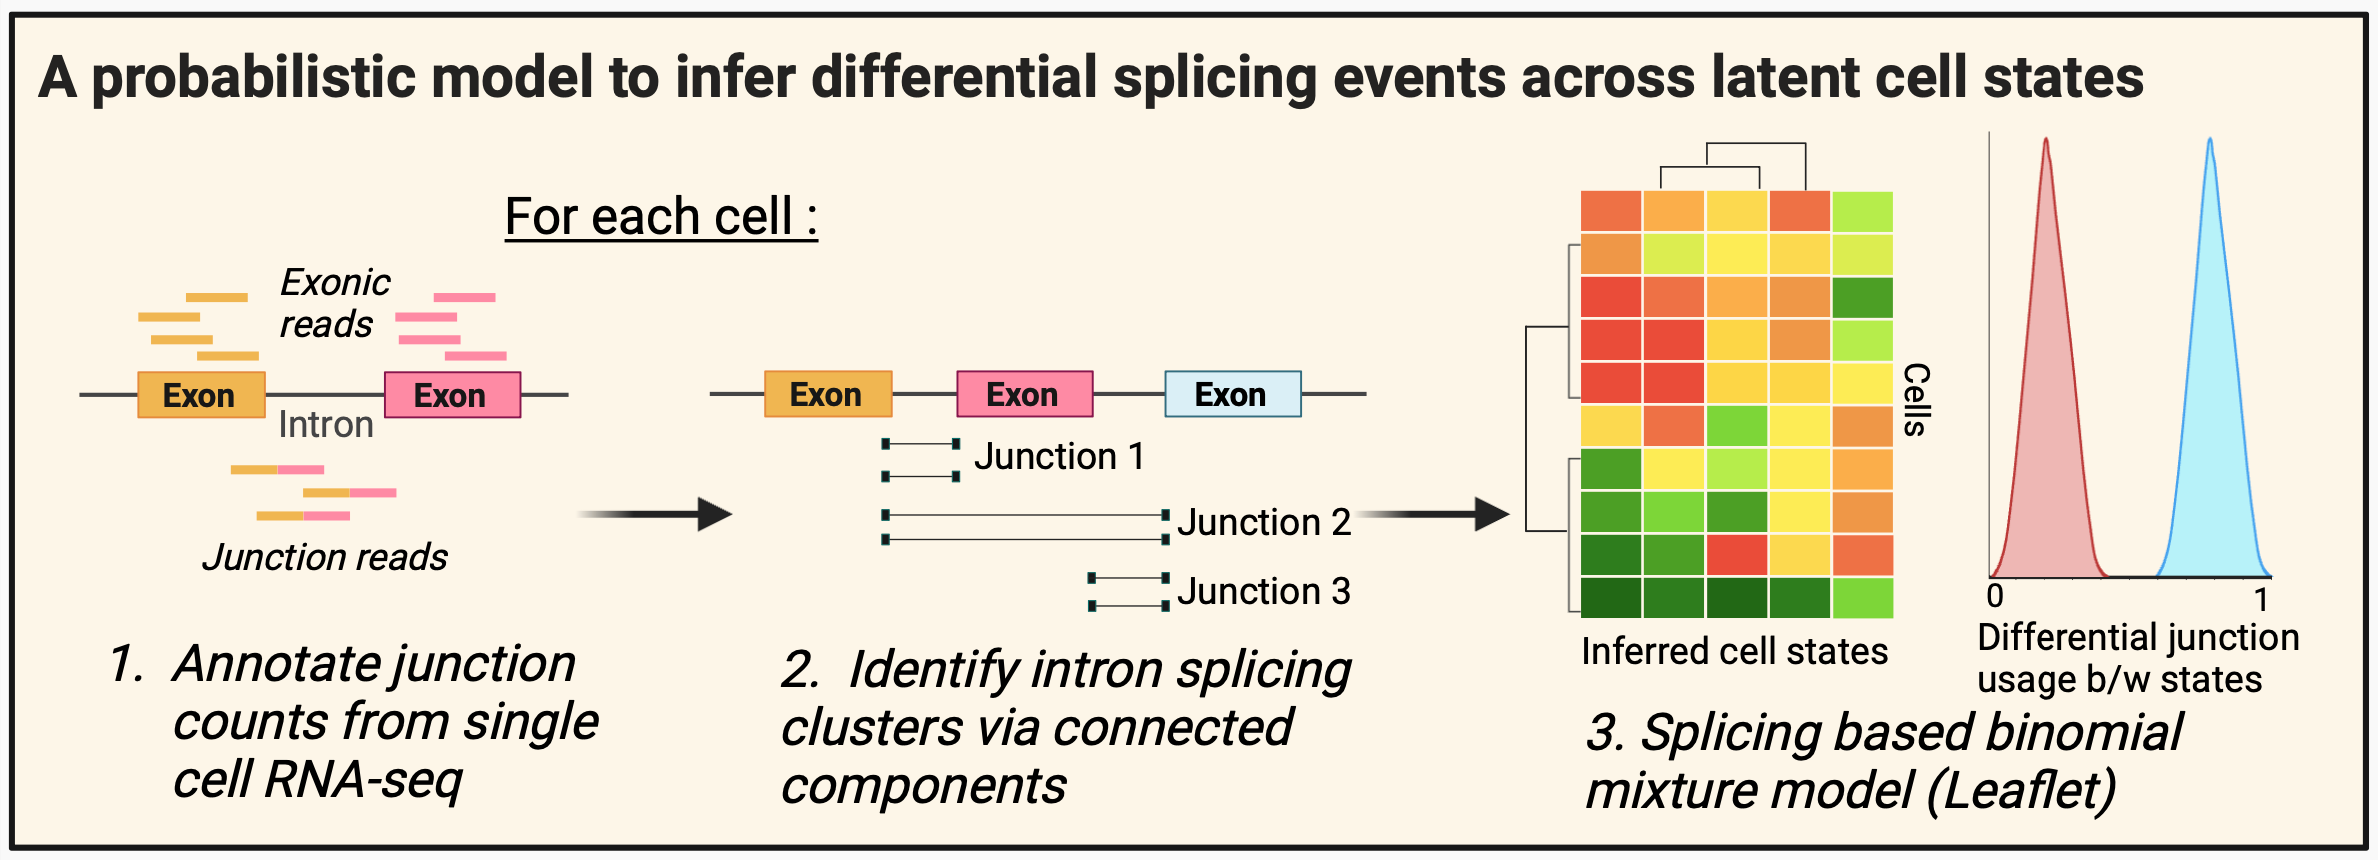 A probabilistic model to infer differential splicing events across latent cell states
For each cell :
Exonic
reads
Exon
Exon
Intron
Junction reads
1. Annotate junction
counts from single
cell RNA-seq
Exon
Exon
Exon
Junction 1
Junction 2
Junction 3
2. Identify intron splicing
clusters via connected
components
Cells
Inferred cell states
0
1
Differential junction
usage b/w states
3. Splicing based binomial
mixture model (Leaflet)